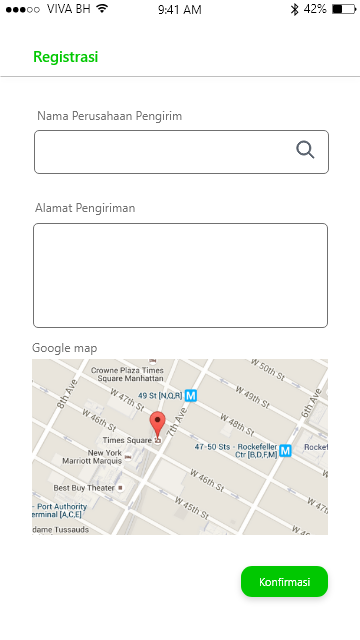 VIVA BH 9:41 AM 42%
Registrasi
Nama Perusahaan Pengirim
Alamat Pengiriman
Google map
W 50th St
Crowne Plaza Times
Square Manhattan
8th Ave
W 49th St
6th Ave
W 47th St
49 St [N,Q,R] M
W 46th St
7th Ave
W 48th St
Times Square
47-50 Sts - Rockefeller
Ctr [B,D,F,M] M
Rockef
New York
Marriott Marquis
W 47th St
Best Buy Theater
W 46th St
- Port Authority
Terminal [A,C,E]
W 45th St
dame Tussauds
Konfirmasi